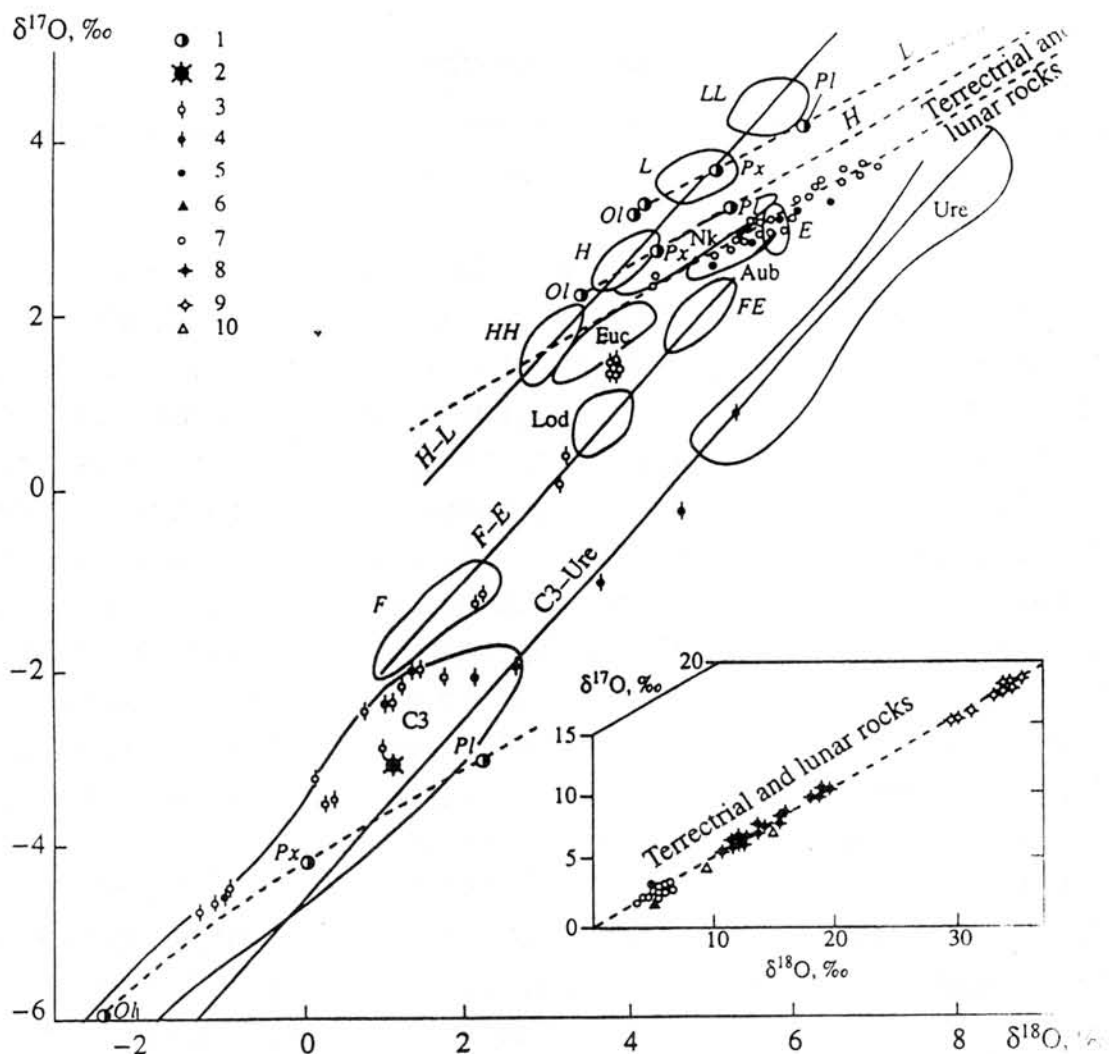 δ¹⁷O, ‰
1
2
3
4
5
6
7
8
9
10
4
2
0
−2
−4
−6
LL
Pl
L
H
Terrectrial and
lunar rocks
L
Px
Ol
Pl
H
Nk
E
Ure
Px
Aub
Ol
FE
HH
Euc
Lod
H–L
F–E
C3–Ure
F
C3
Pl
Px
Ol
20
δ¹⁷O, ‰
15
10
5
0
Terrectrial and lunar rocks
10
20
30
δ¹⁸O, ‰
−2
0
2
4
6
8
δ¹⁸O,